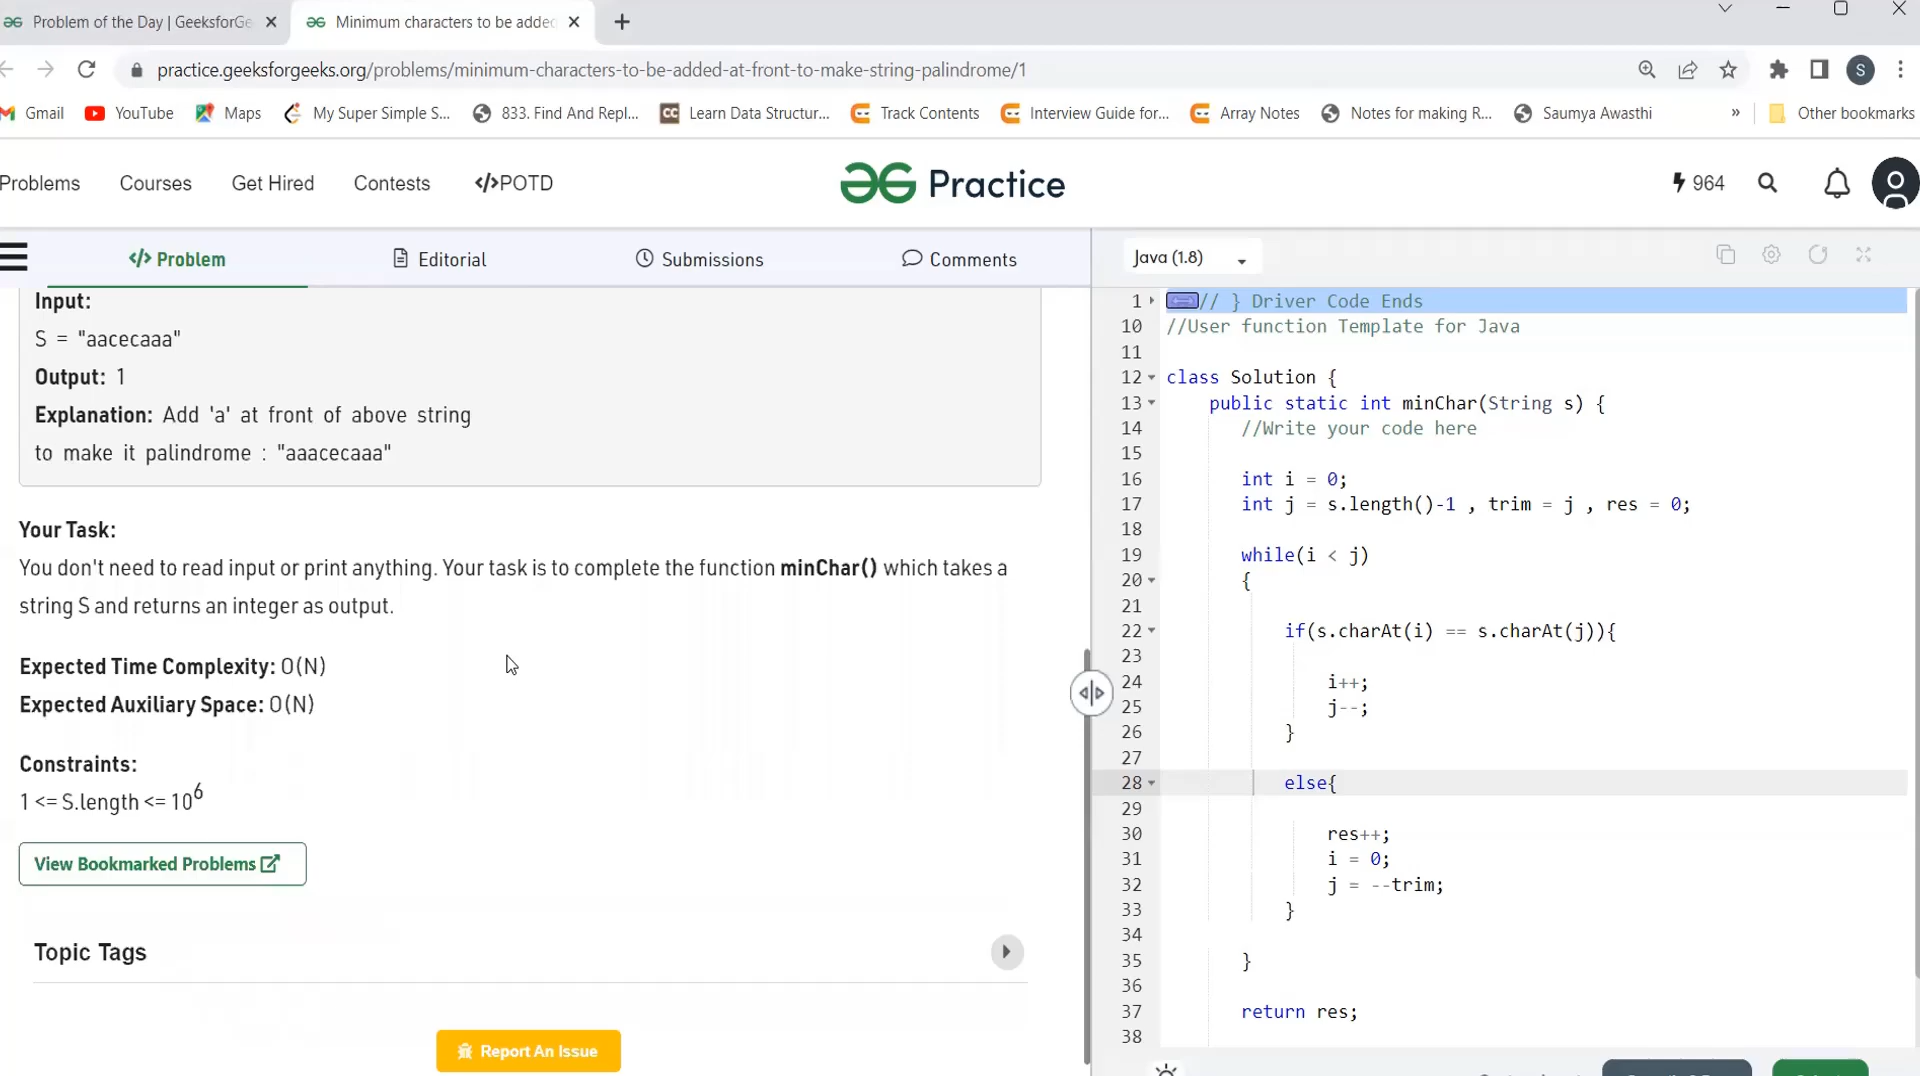 Problem of the Day | GeeksforGe
Minimum characters to be added
practice.geeksforgeeks.org/problems/minimum-characters-to-be-added-at-front-to-make-string-palindrome/1
S
Gmail
YouTube
Maps
My Super Simple S...
833. Find And Repl...
CC
Learn Data Structur...
Track Contents
Interview Guide for...
Array Notes
Notes for making R...
Saumya Awasthi
»
Other bookmarks
Problems
Courses
Get Hired
Contests
</>POTD
Practice
964
</> Problem
Editorial
Submissions
Comments
Java (1.8)
Input:
S = "aacecaaa"
Output: 1
Explanation: Add 'a' at front of above string
to make it palindrome : "aaacecaaa"
Your Task:
You don't need to read input or print anything. Your task is to complete the function minChar() which takes a
string S and returns an integer as output.
Expected Time Complexity: O(N)
Expected Auxiliary Space: O(N)
Constraints:
1 <= S.length <= 10^6
View Bookmarked Problems
Topic Tags
Report An Issue
1 // } Driver Code Ends
10 //User function Template for Java
11
12 class Solution {
13 public static int minChar(String s) {
14 //Write your code here
15
16 int i = 0;
17 int j = s.length()-1 , trim = j , res = 0;
18
19 while(i < j)
20 {
21
22 if(s.charAt(i) == s.charAt(j)){
23
24 i++;
25 j--;
26 }
27
28 else{
29
30 res++;
31 i = 0;
32 j = --trim;
33 }
34
35 }
36
37 return res;
38